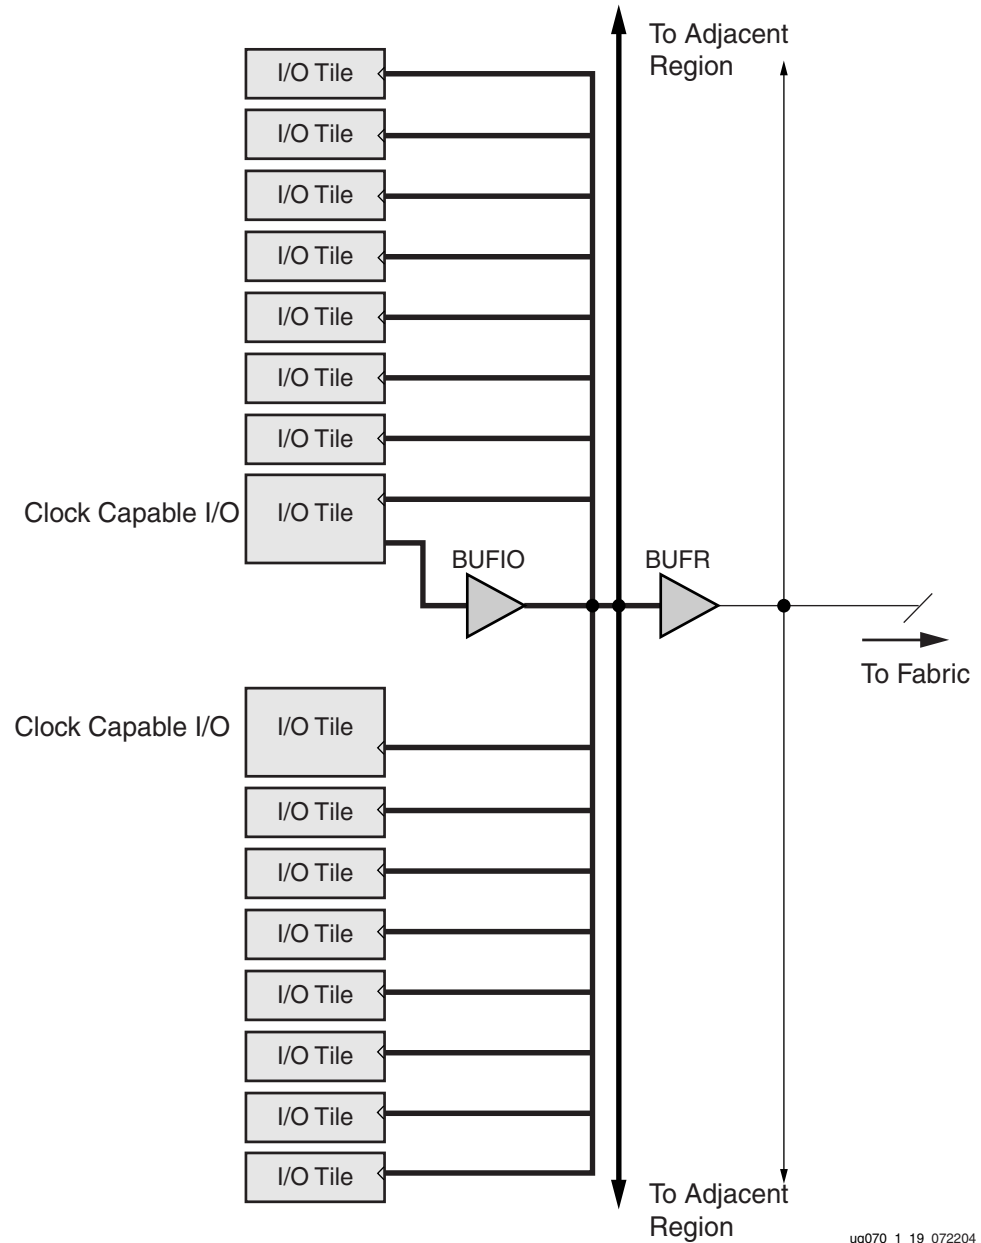 To Adjacent
Region
I/O Tile
I/O Tile
I/O Tile
I/O Tile
I/O Tile
I/O Tile
I/O Tile
Clock Capable I/O
I/O Tile
BUFIO
BUFR
To Fabric
Clock Capable I/O
I/O Tile
I/O Tile
I/O Tile
I/O Tile
I/O Tile
I/O Tile
I/O Tile
I/O Tile
To Adjacent
Region
ug070_1_19_072204